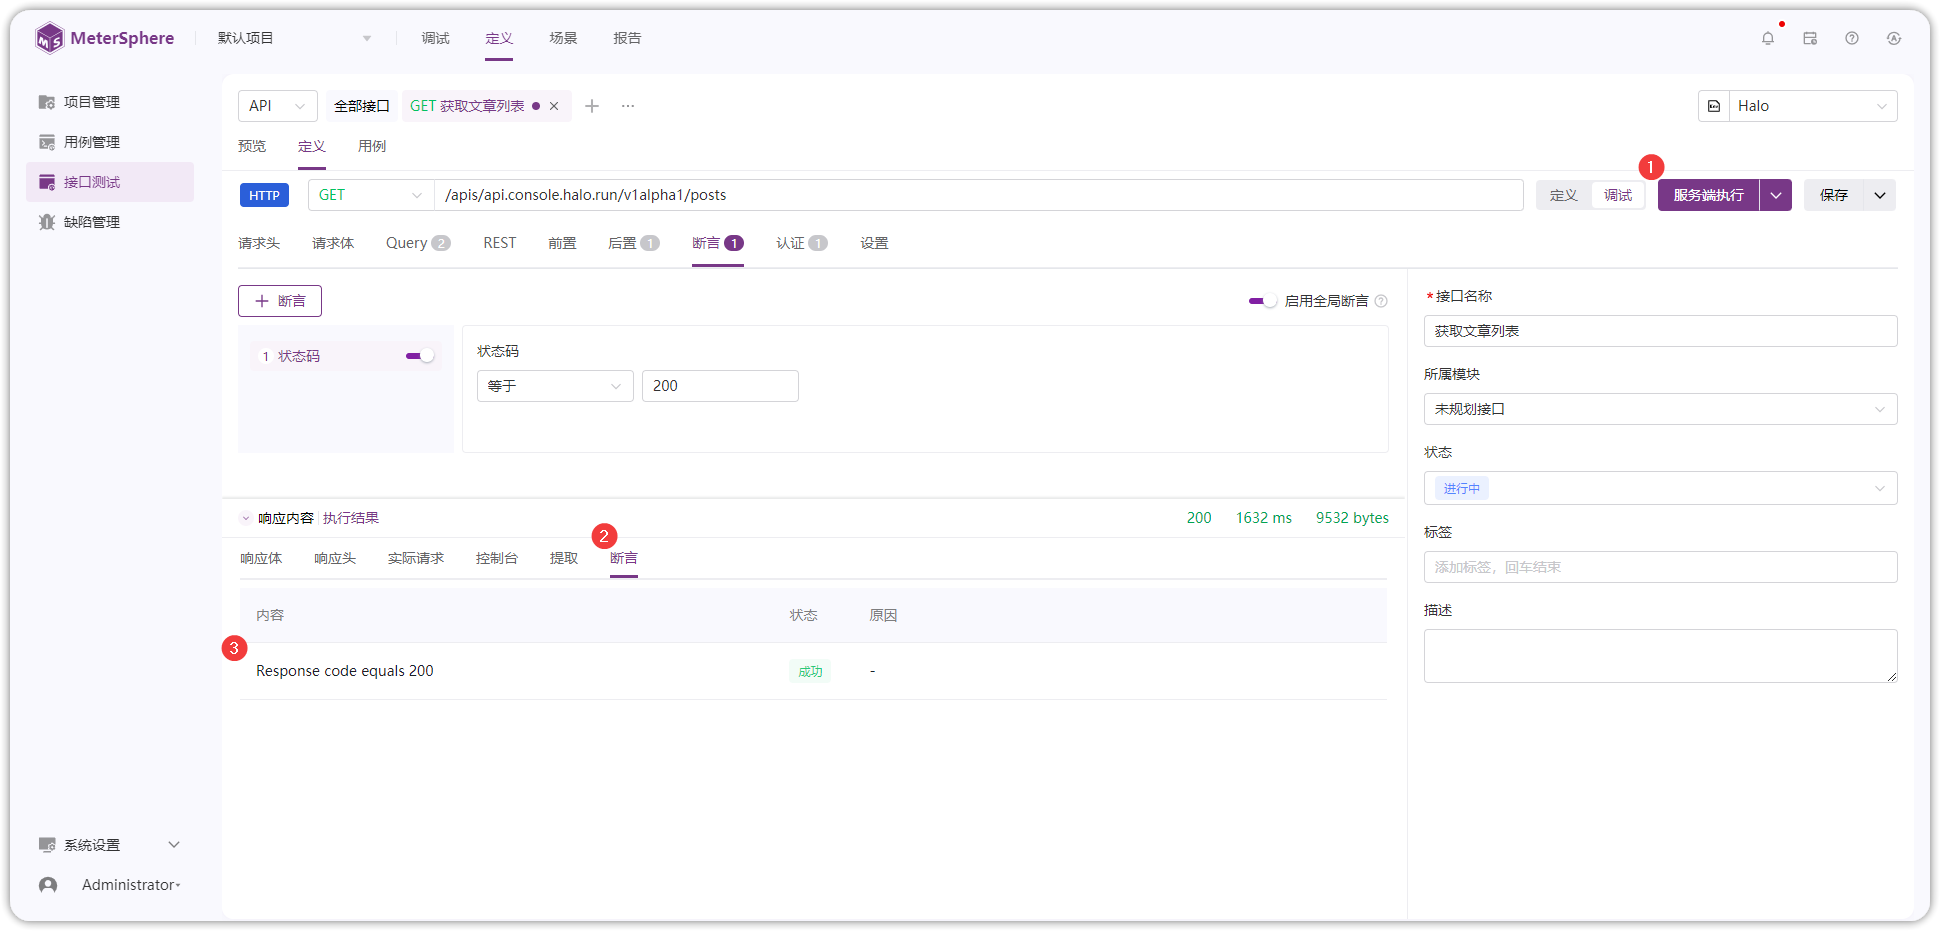 MeterSphere
默认项目
调试
定义
场景
报告
项目管理
用例管理
接口测试
缺陷管理
系统设置
Administrator
API
全部接口
GET 获取文章列表
Halo
预览
定义
用例
1
HTTP
GET
/apis/api.console.halo.run/v1alpha1/posts
定义
调试
服务端执行
保存
请求头
请求体
Query 2
REST
前置
后置 1
断言 1
认证 1
设置
+ 断言
启用全局断言
1 状态码
状态码
等于
200
*接口名称
获取文章列表
所属模块
未规划接口
状态
进行中
标签
添加标签，回车结束
描述
响应内容
执行结果
200
1632 ms
9532 bytes
2
响应体
响应头
实际请求
控制台
提取
断言
内容
状态
原因
3
Response code equals 200
成功
-